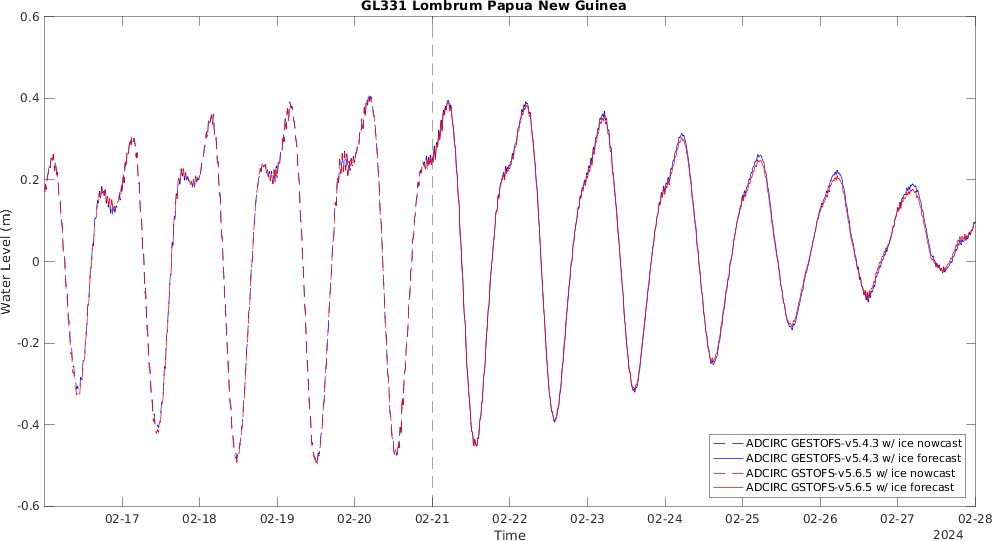 GL331 Lombrum Papua New Guinea
0.6
0.4
0.2
0
-0.2
-0.4
-0.6
Water Level (m)
ADCIRC GESTOFS-v5.4.3 w/ ice nowcast
ADCIRC GESTOFS-v5.4.3 w/ ice forecast
ADCIRC GSTOFS-v5.6.5 w/ ice nowcast
ADCIRC GSTOFS-v5.6.5 w/ ice forecast
02-17 02-18 02-19 02-20 02-21 02-22 02-23 02-24 02-25 02-26 02-27 02-28
Time
2024